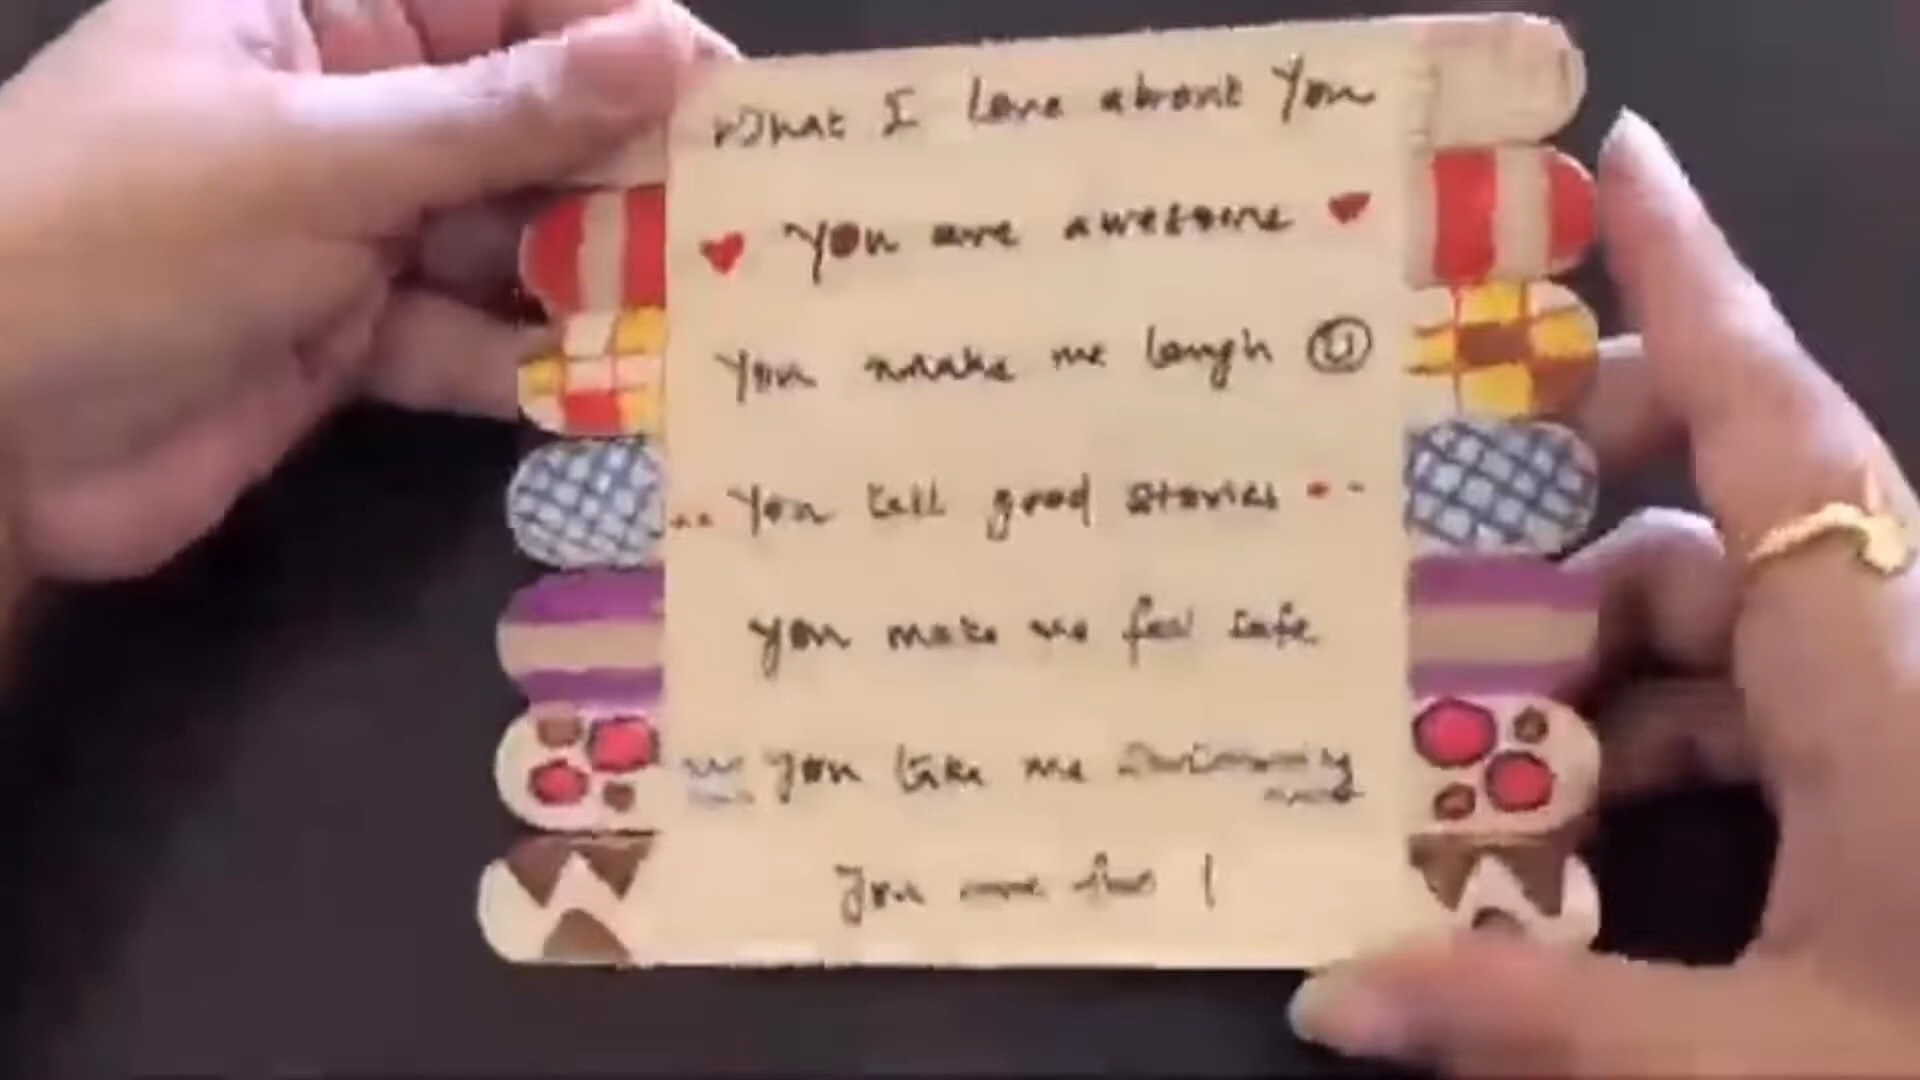 What I Love about You
You are awesome
You make me laugh
You tell good stories
you make me feel safe
you take me swimming
You are fun !